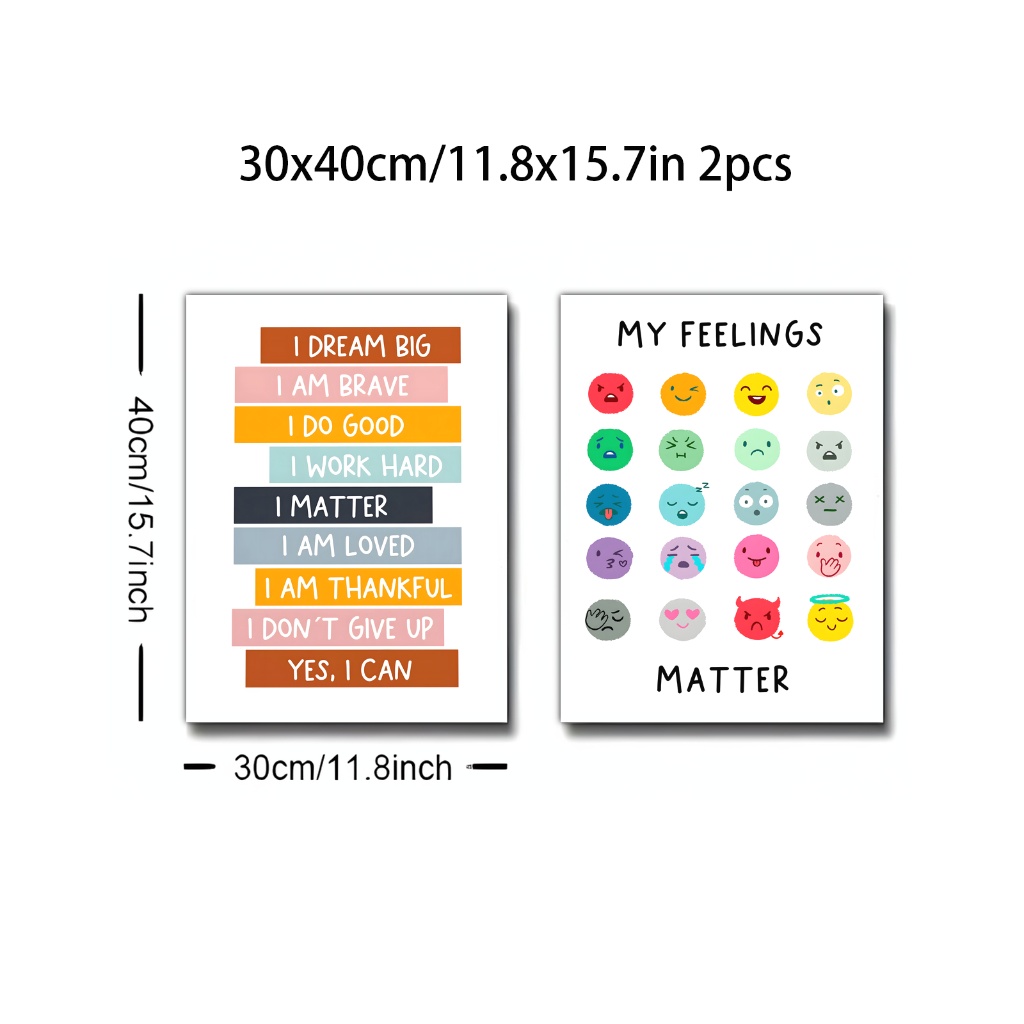 30x40cm/11.8x15.7in 2pcs
40cm/15.7inch
I DREAM BIG
I AM BRAVE
I DO GOOD
I WORK HARD
I MATTER
I AM LOVED
I AM THANKFUL
I DON´T GIVE UP
YES, I CAN
30cm/11.8inch
MY FEELINGS
zz
MATTER